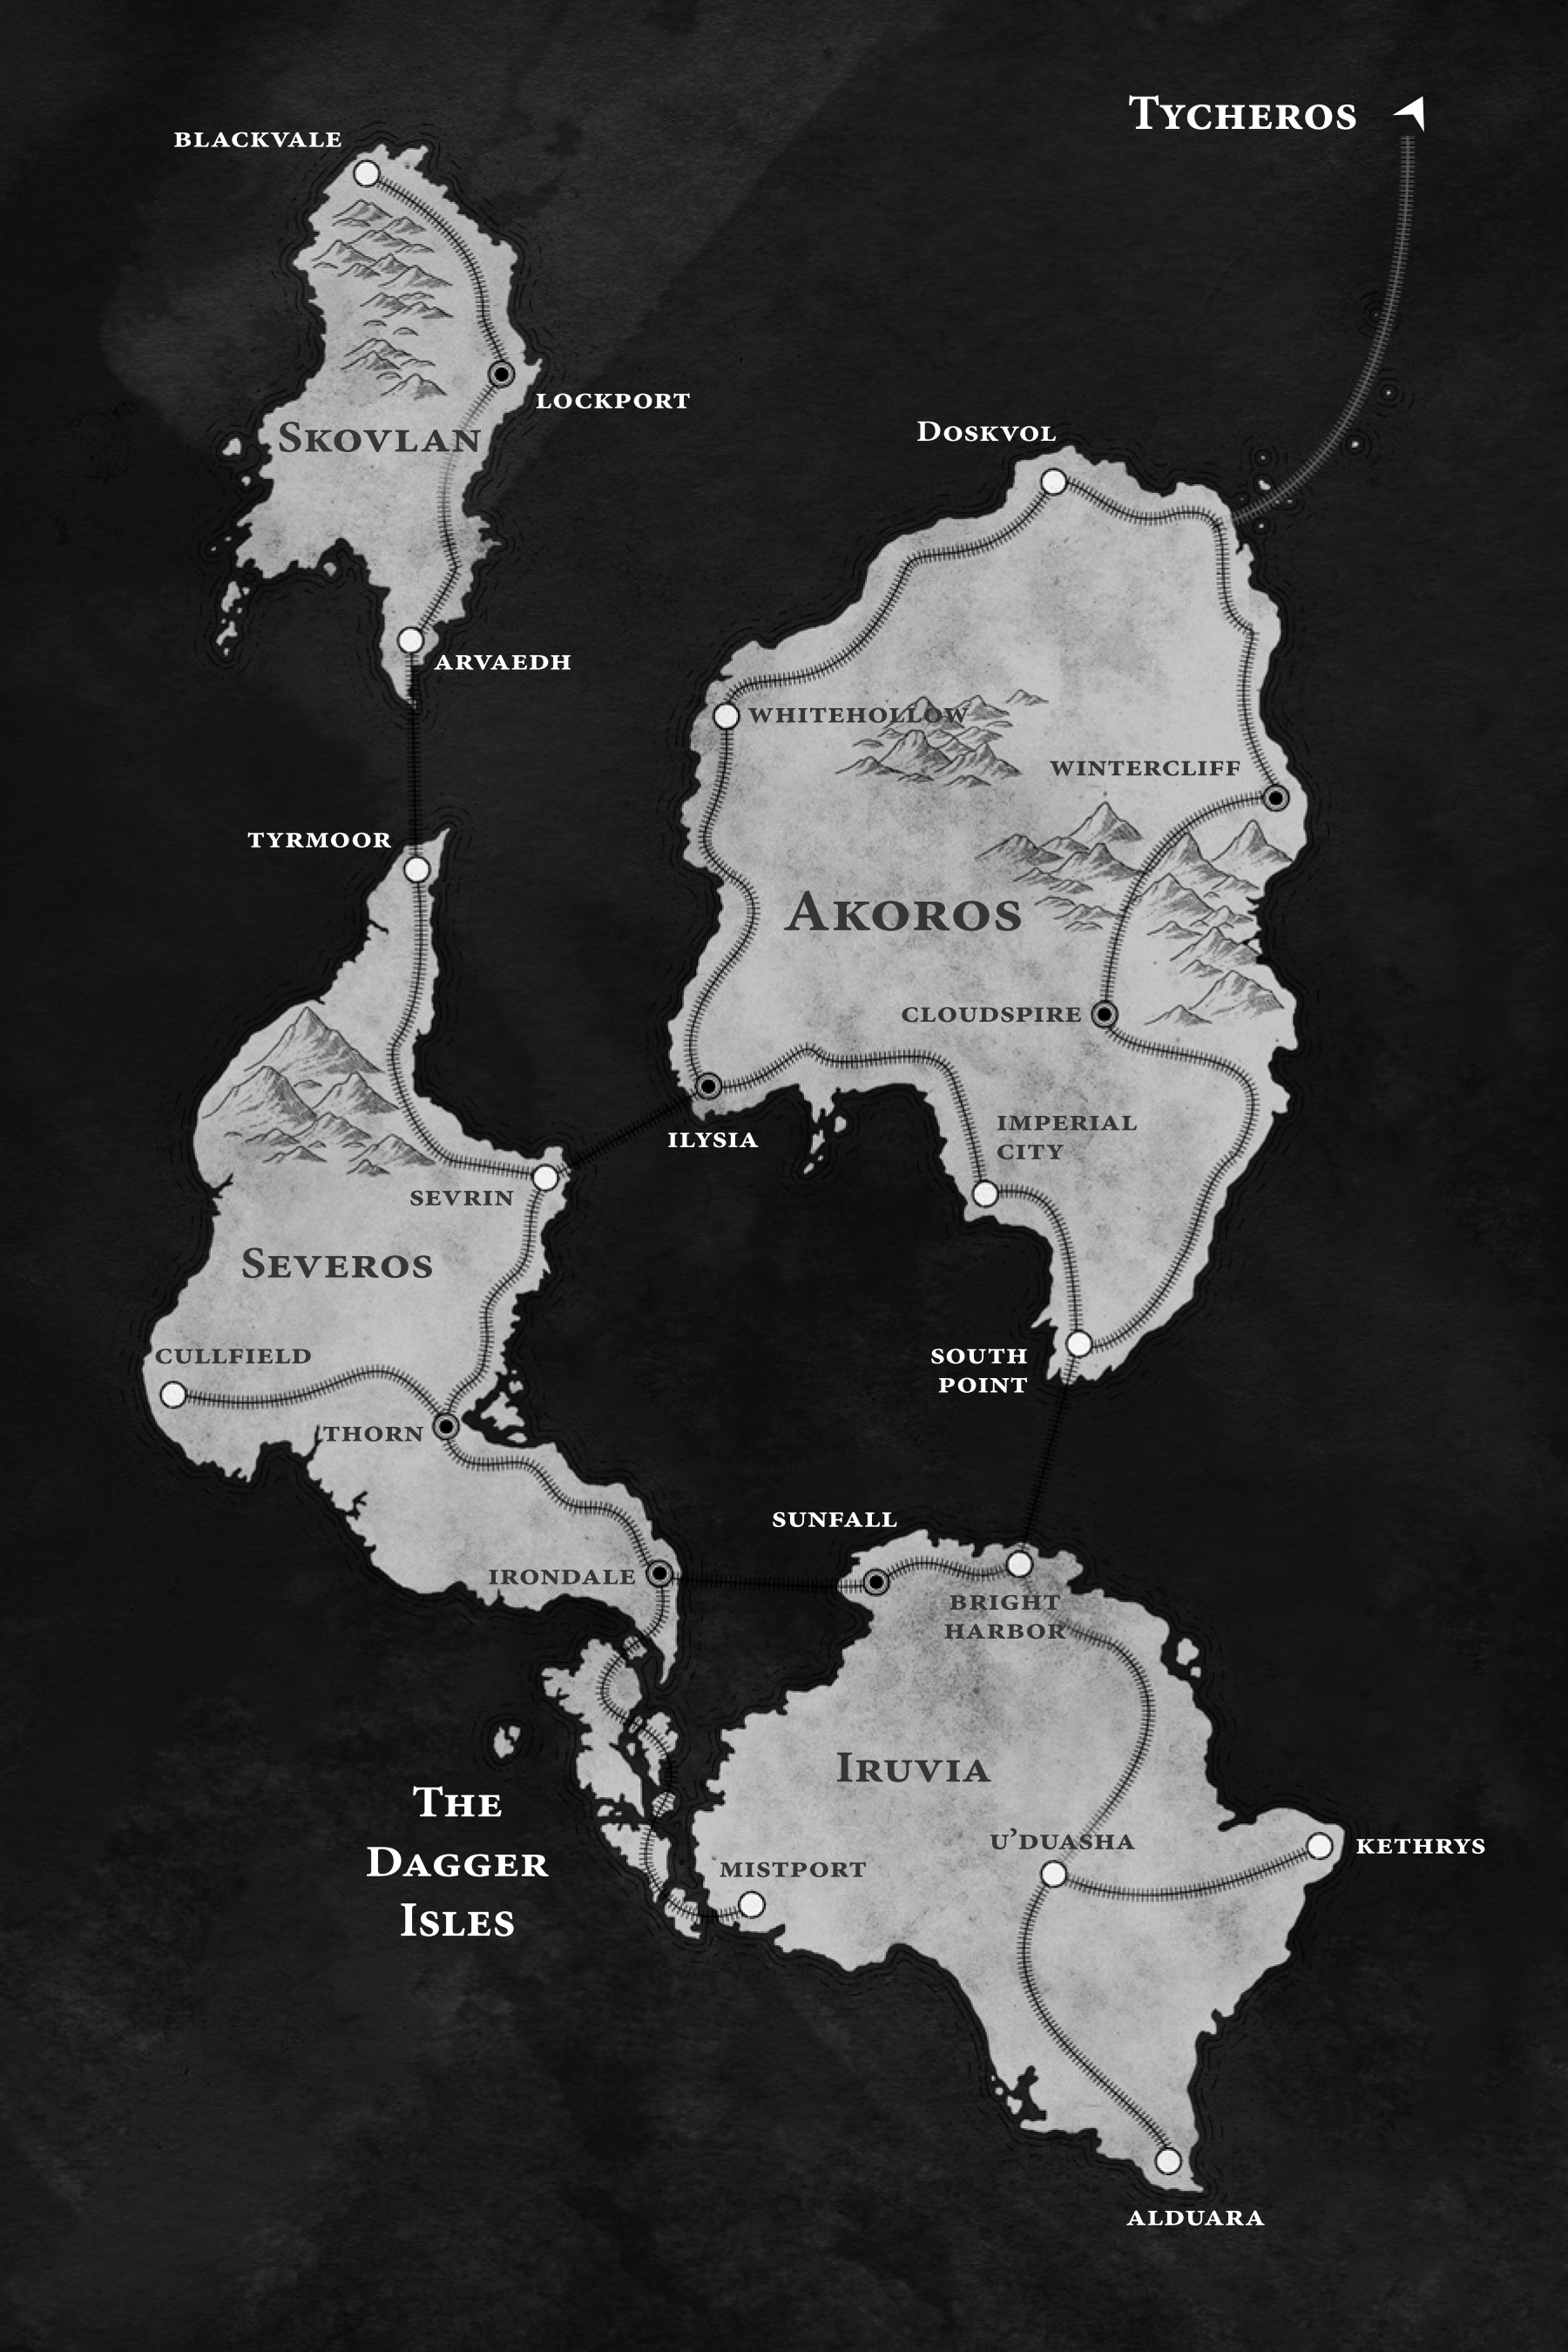 Tycheros
BLACKVALE
LOCKPORT
Skovlan
Doskvol
ARVAEDH
WHITEHOLLOW
WINTERCLIFF
TYRMOOR
Akoros
CLOUDSPIRE
IMPERIAL
CITY
ILYSIA
SEVRIN
Severos
CULLFIELD
SOUTH
POINT
THORN
SUNFALL
IRONDALE
BRIGHT
HARBOR
Iruvia
The
Dagger
Isles
U'DUASHA
KETHRYS
MISTPORT
ALDUARA